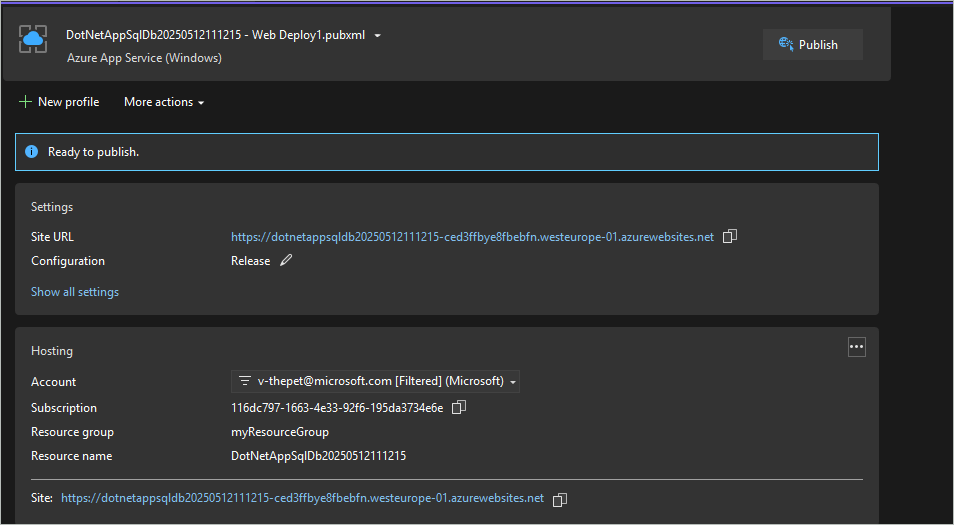 DotNetAppSqlDb20250512111215 - Web Deploy1.pubxml
Azure App Service (Windows)
Publish
New profile
More actions
Ready to publish.
Settings
Site URL https://dotnetappsqldb20250512111215-ced3ffbye8fbebfn.westeurope-01.azurewebsites.net
Configuration Release
Show all settings
Hosting
Account v-thepet@microsoft.com [Filtered] (Microsoft)
Subscription 116dc797-1663-4e33-92f6-195da3734e6e
Resource group myResourceGroup
Resource name DotNetAppSqlDb20250512111215
Site: https://dotnetappsqldb20250512111215-ced3ffbye8fbebfn.westeurope-01.azurewebsites.net